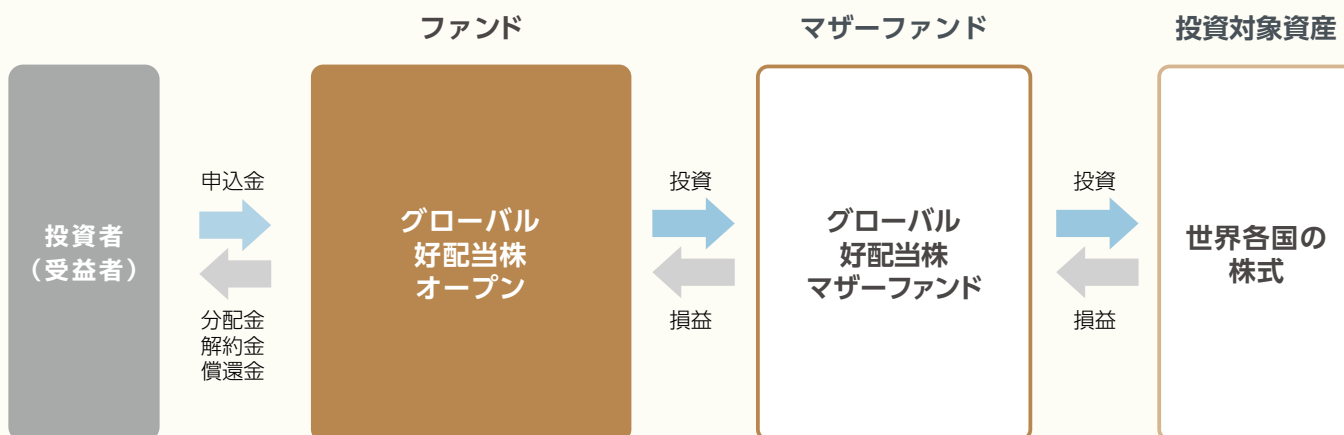 ファンド
マザーファンド
投資対象資産
投資者
（受益者）
申込金
分配金
解約金
償還金
グローバル
好配当株
オープン
投資
損益
グローバル
好配当株
マザーファンド
投資
損益
世界各国の
株式